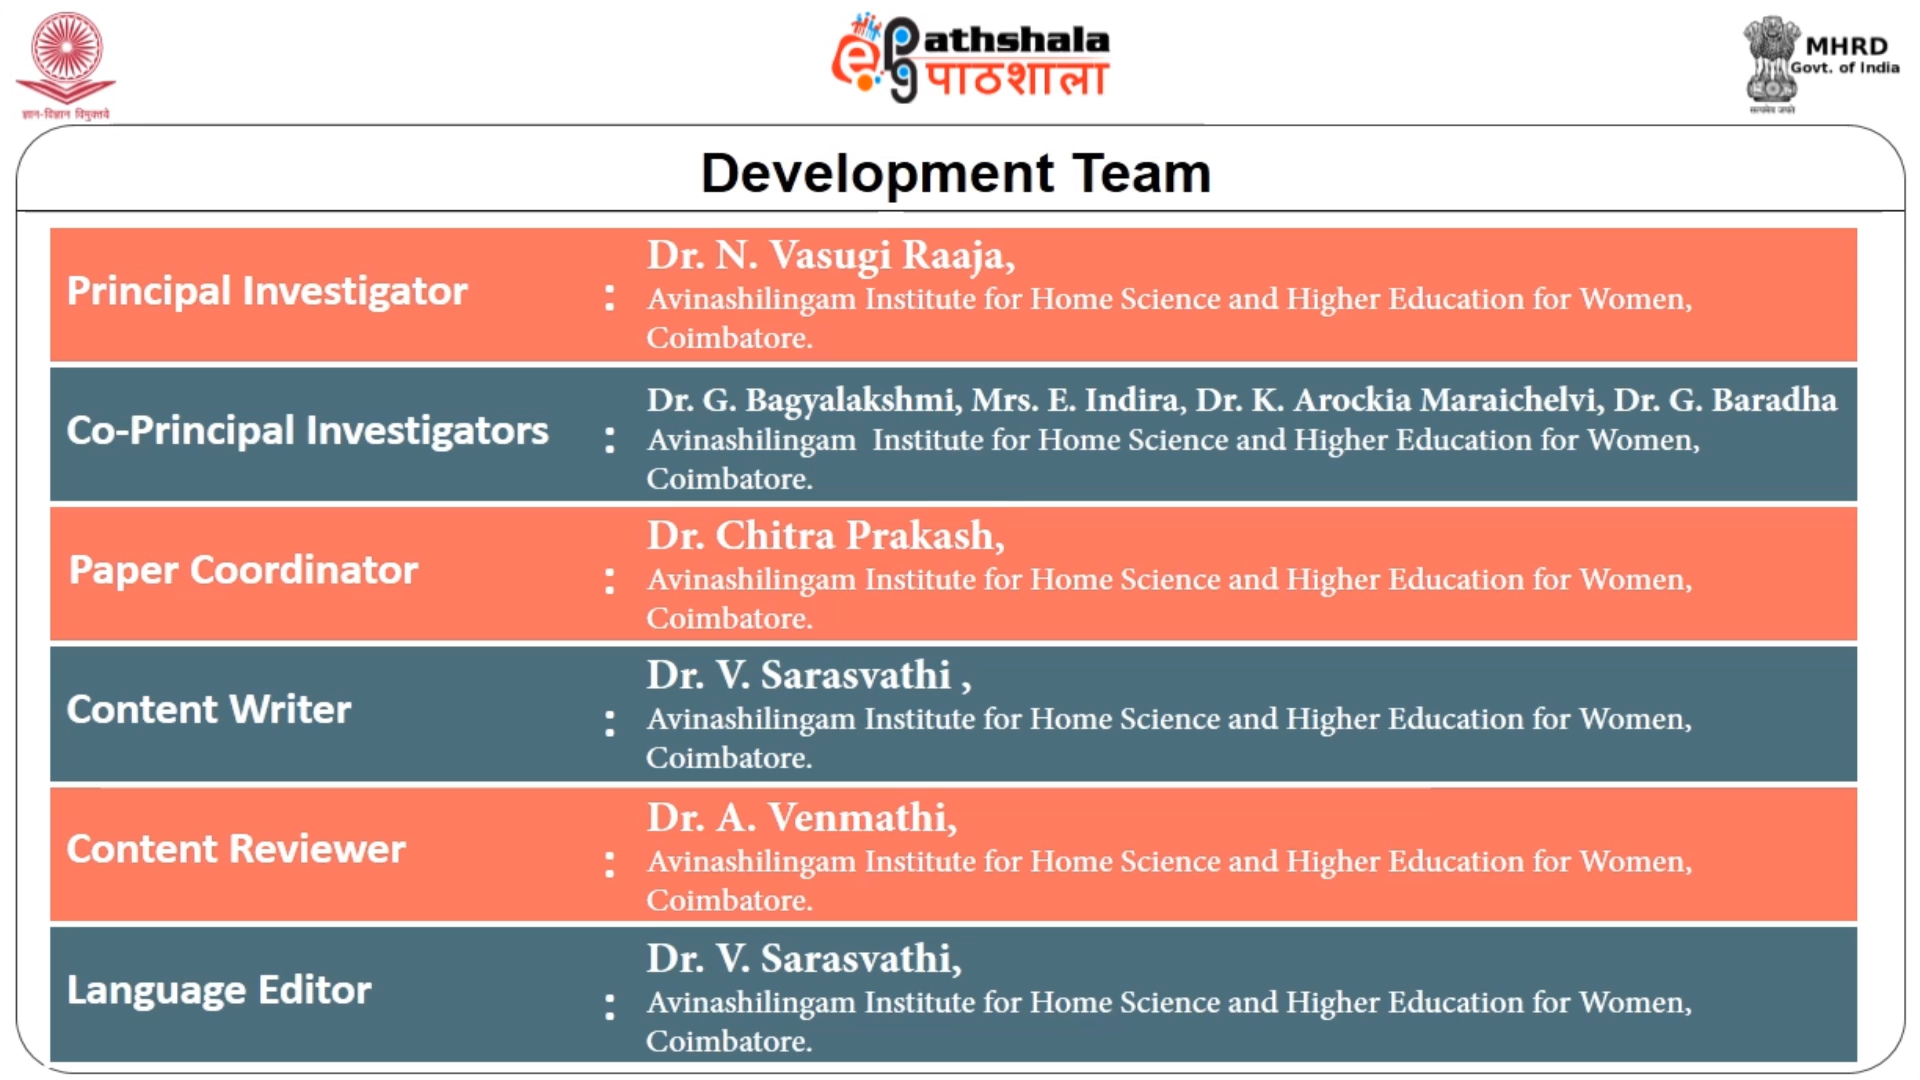 ज्ञान-विज्ञान विमुक्तये
e Pg athshala
पाठशाला
MHRD
Govt. of India
सत्यमेव जयते
Development Team
Principal Investigator : Dr. N. Vasugi Raaja,
Avinashilingam Institute for Home Science and Higher Education for Women,
Coimbatore.
Co-Principal Investigators : Dr. G. Bagyalakshmi, Mrs. E. Indira, Dr. K. Arockia Maraichelvi, Dr. G. Baradha
Avinashilingam Institute for Home Science and Higher Education for Women,
Coimbatore.
Paper Coordinator : Dr. Chitra Prakash,
Avinashilingam Institute for Home Science and Higher Education for Women,
Coimbatore.
Content Writer : Dr. V. Sarasvathi ,
Avinashilingam Institute for Home Science and Higher Education for Women,
Coimbatore.
Content Reviewer : Dr. A. Venmathi,
Avinashilingam Institute for Home Science and Higher Education for Women,
Coimbatore.
Language Editor : Dr. V. Sarasvathi,
Avinashilingam Institute for Home Science and Higher Education for Women,
Coimbatore.